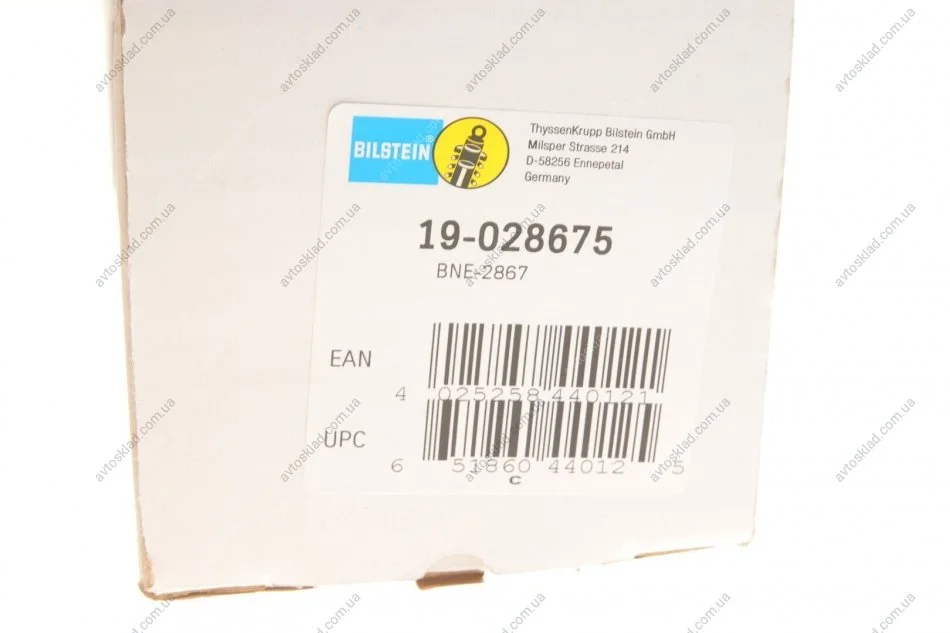 BILSTEIN®
ThyssenKrupp Bilstein GmbH
Milsper Strasse 214
D-58256 Ennepetal
Germany
19-028675
BNE-2867
EAN
4 025258 440121
UPC
6 51860 44012 5
C
avtosklad.com.ua